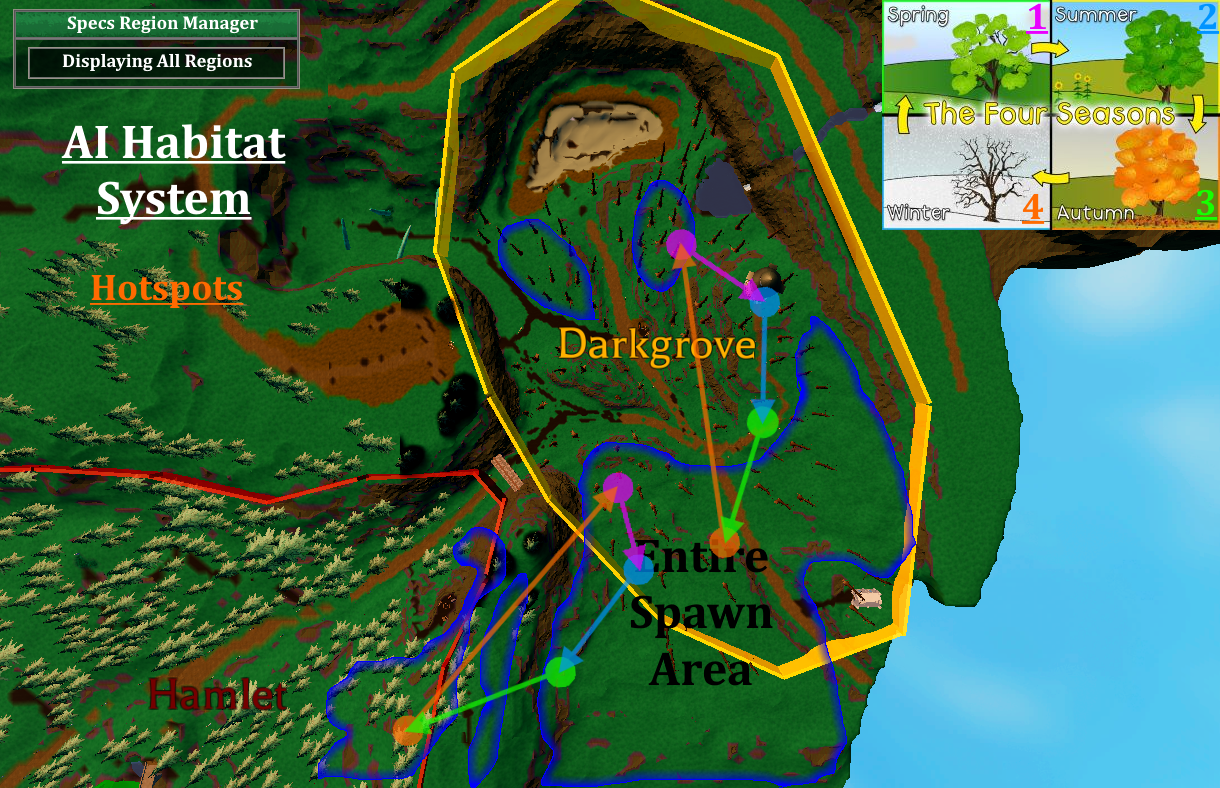 Specs Region Manager
Displaying All Regions
AI Habitat
System
Hotspots
Spring
1
Summer
2
The Four Seasons
Winter
4
Autumn
3
Darkgrove
Entire
Spawn
Area
Hamlet